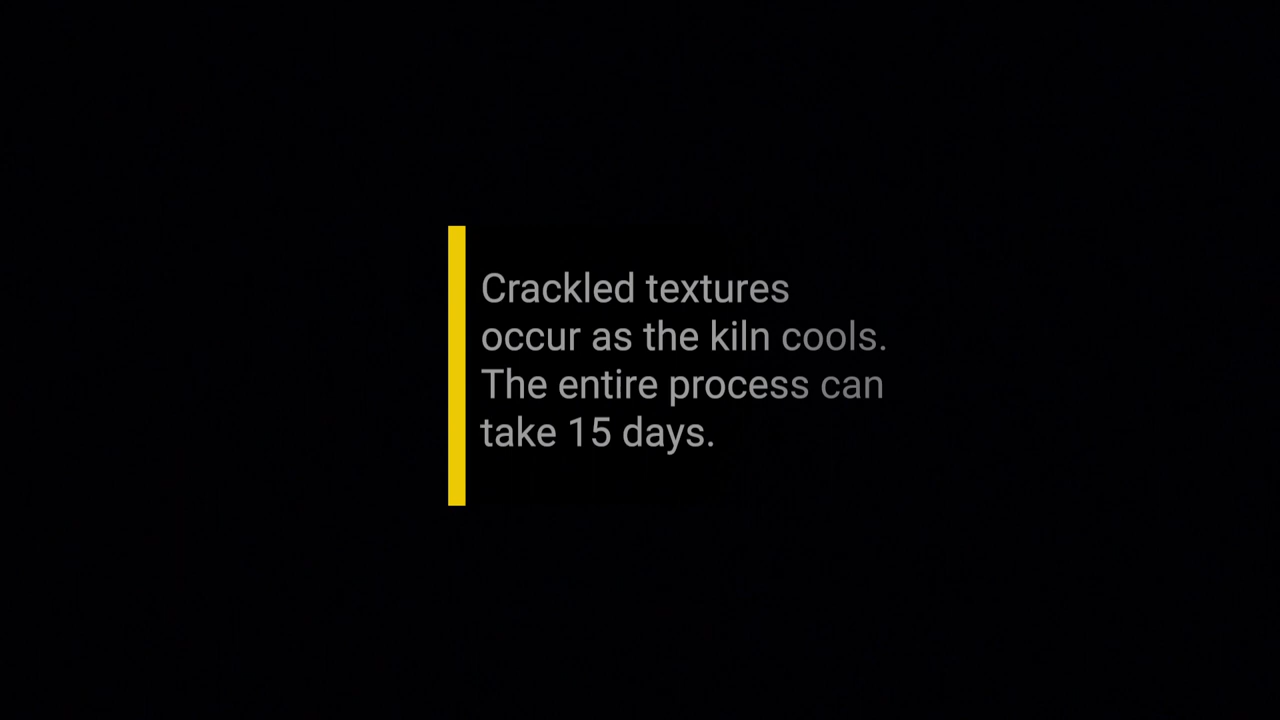 Crackled textures
occur as the kiln cools.
The entire process can
take 15 days.